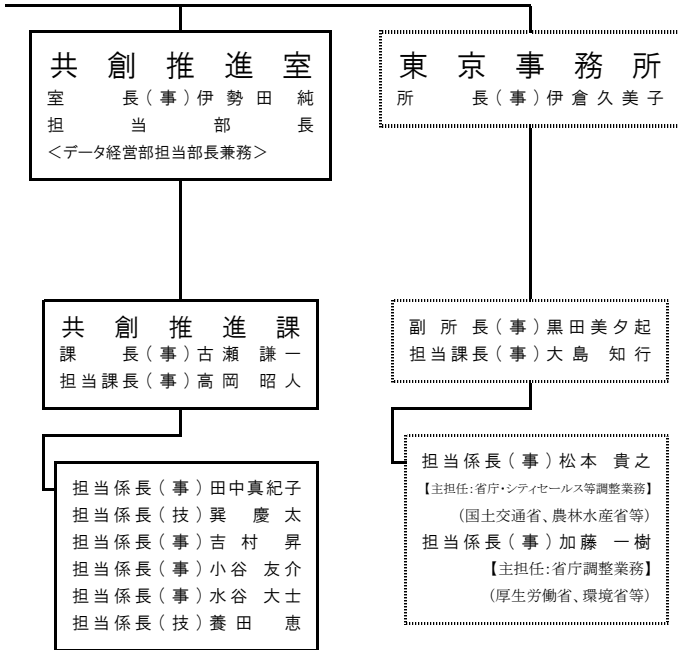 共創推進室
室長(事)伊勢田純
担当部長
<データ経営部担当部長兼務>
共創推進課
課長(事)古瀬謙一
担当課長(事)高岡昭人
担当係長(事)田中真紀子
担当係長(技)巽慶太
担当係長(事)吉村昇
担当係長(事)小谷友介
担当係長(事)水谷大士
担当係長(技)養田恵
東京事務所
所長(事)伊倉久美子
副所長(事)黒田美夕起
担当課長(事)大島知行
担当係長(事)松本貴之
【主担任:省庁・シティセールス等調整業務】
(国土交通省、農林水産省等)
担当係長(事)加藤一樹
【主担任:省庁調整業務】
(厚生労働省、環境省等)